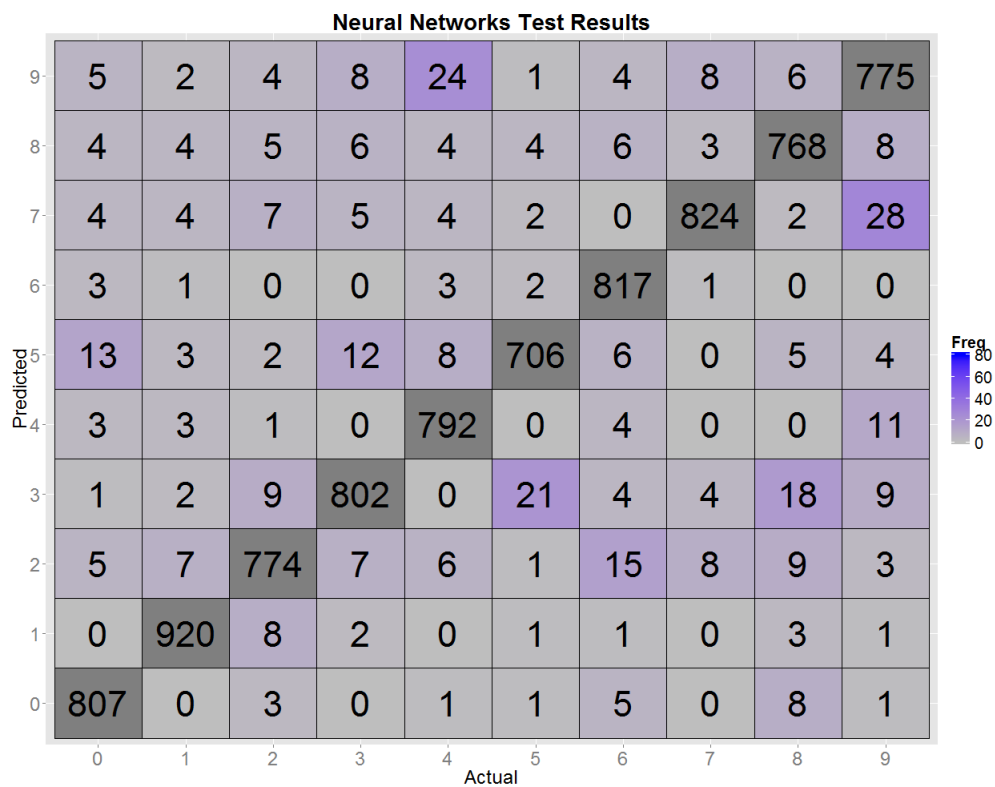 Neural Networks Test Results
9 5 2 4 8 24 1 4 8 6 775
8 4 4 5 6 4 4 6 3 768 8
7 4 4 7 5 4 2 0 824 2 28
6 3 1 0 0 3 2 817 1 0 0
5 13 3 2 12 8 706 6 0 5 4
4 3 3 1 0 792 0 4 0 0 11
3 1 2 9 802 0 21 4 4 18 9
2 5 7 774 7 6 1 15 8 9 3
1 0 920 8 2 0 1 1 0 3 1
0 807 0 3 0 1 1 5 0 8 1
0 1 2 3 4 5 6 7 8 9
Actual
Predicted
Freq
80
60
40
20
0